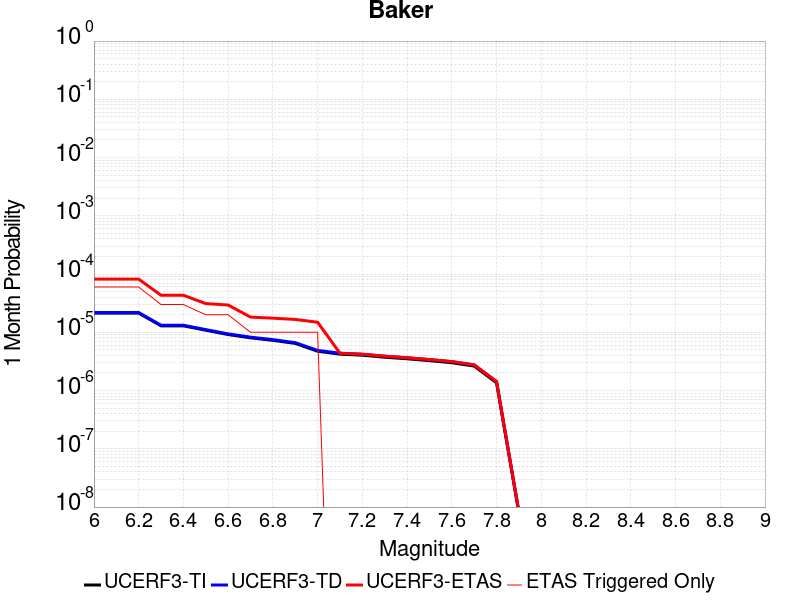 Baker
10^0
10^-1
10^-2
10^-3
10^-4
10^-5
10^-6
10^-7
10^-8
1 Month Probability
6 6.2 6.4 6.6 6.8 7 7.2 7.4 7.6 7.8 8 8.2 8.4 8.6 8.8 9
Magnitude
UCERF3-TI UCERF3-TD UCERF3-ETAS ETAS Triggered Only